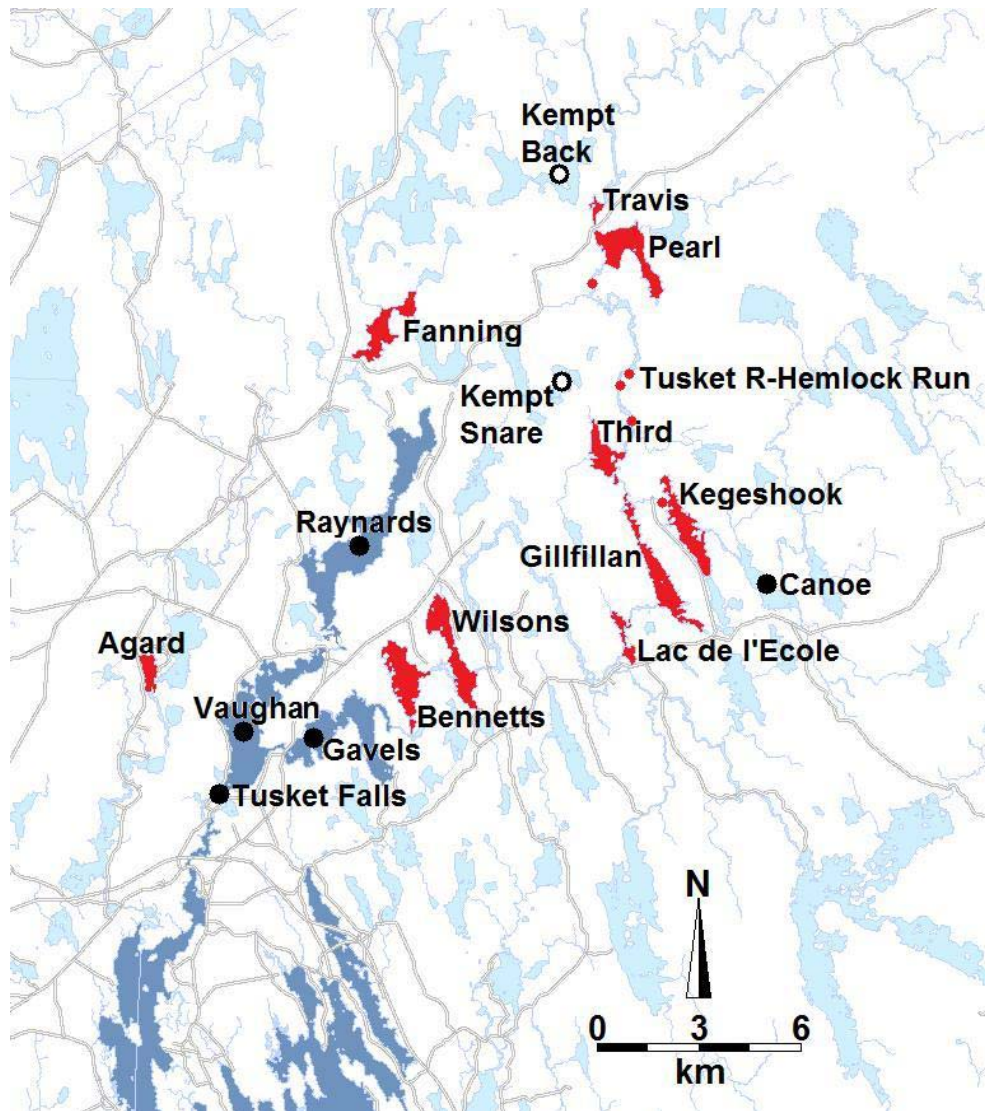 Kempt
Back
Travis
Pearl
Fanning
Tusket R-Hemlock Run
Kempt
Snare
Third
Kegeshook
Raynards
Gillfillan
Canoe
Wilsons
Agard
Lac de l'Ecole
Vaughan
Bennetts
Gavels
Tusket Falls
N
0 3 6
km